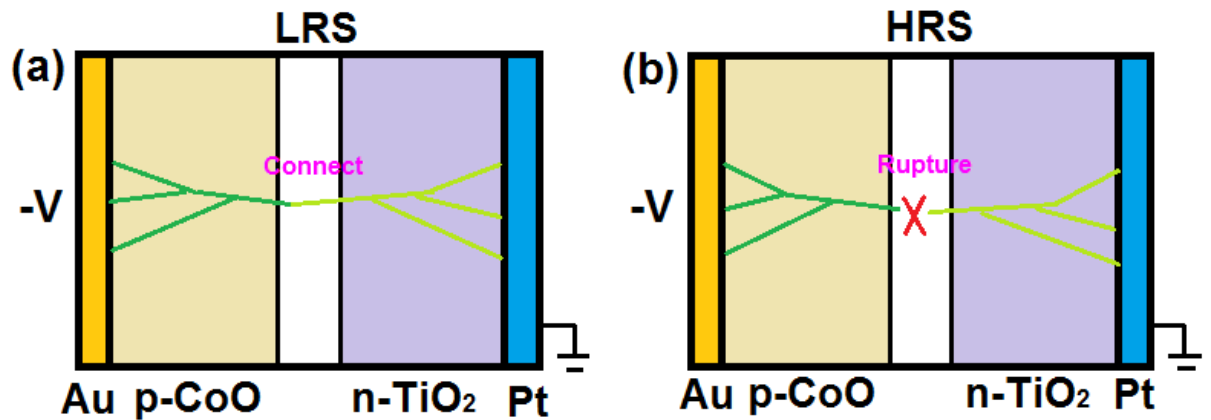 LRS
(a)
Connect
-V
Au p-CoO n-TiO₂ Pt
HRS
(b)
Rupture
X
-V
Au p-CoO n-TiO₂ Pt